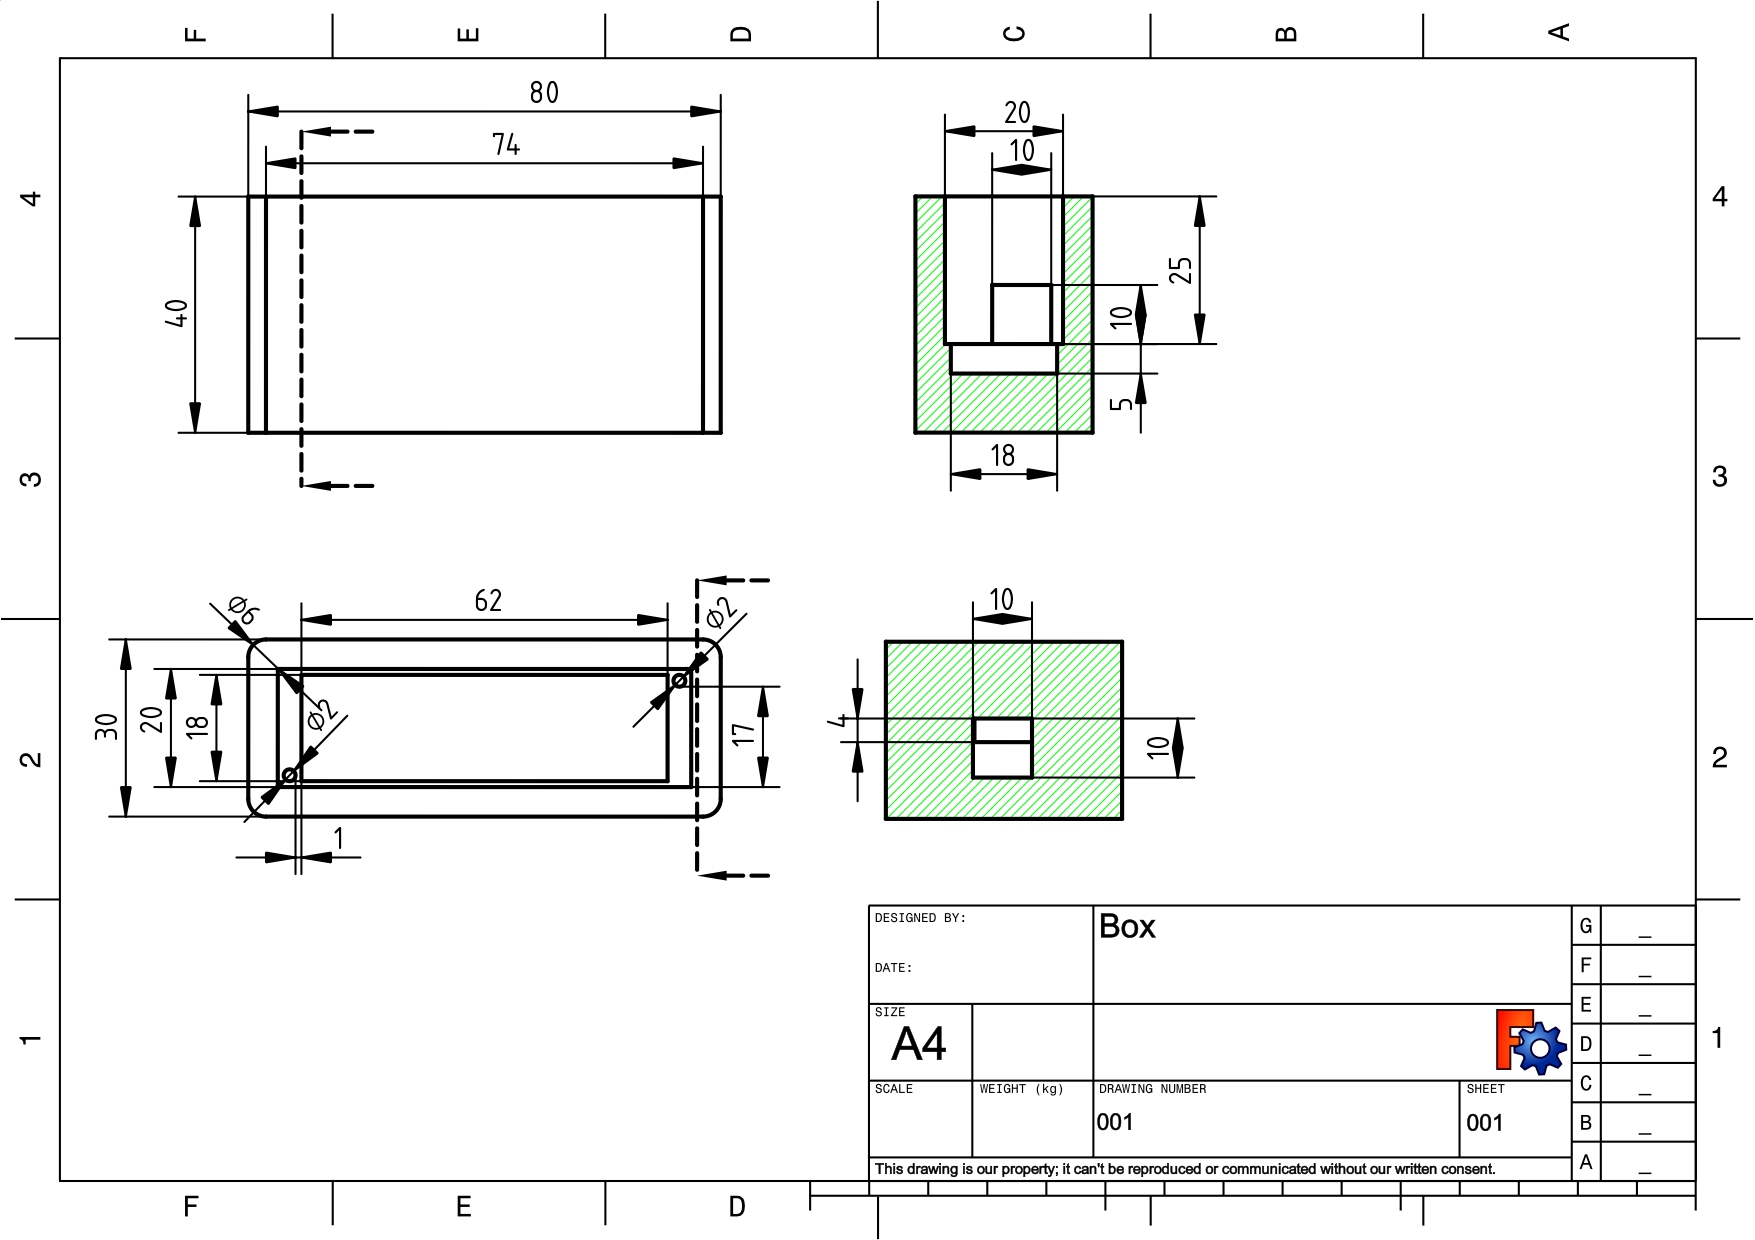 F E D C B A
80
20
74
10
4
4
40
25
10
5
18
3
3
Ø6
62
Ø2
10
30
20
18
Ø2
17
4
10
2
2
1
DESIGNED BY:
Box
G _
DATE:
F _
SIZE
E _
A4
D _
1
1
SCALE
WEIGHT (kg)
DRAWING NUMBER
SHEET
C _
001
001
B _
This drawing is our property; it can't be reproduced or communicated without our written consent.
A _
F E D